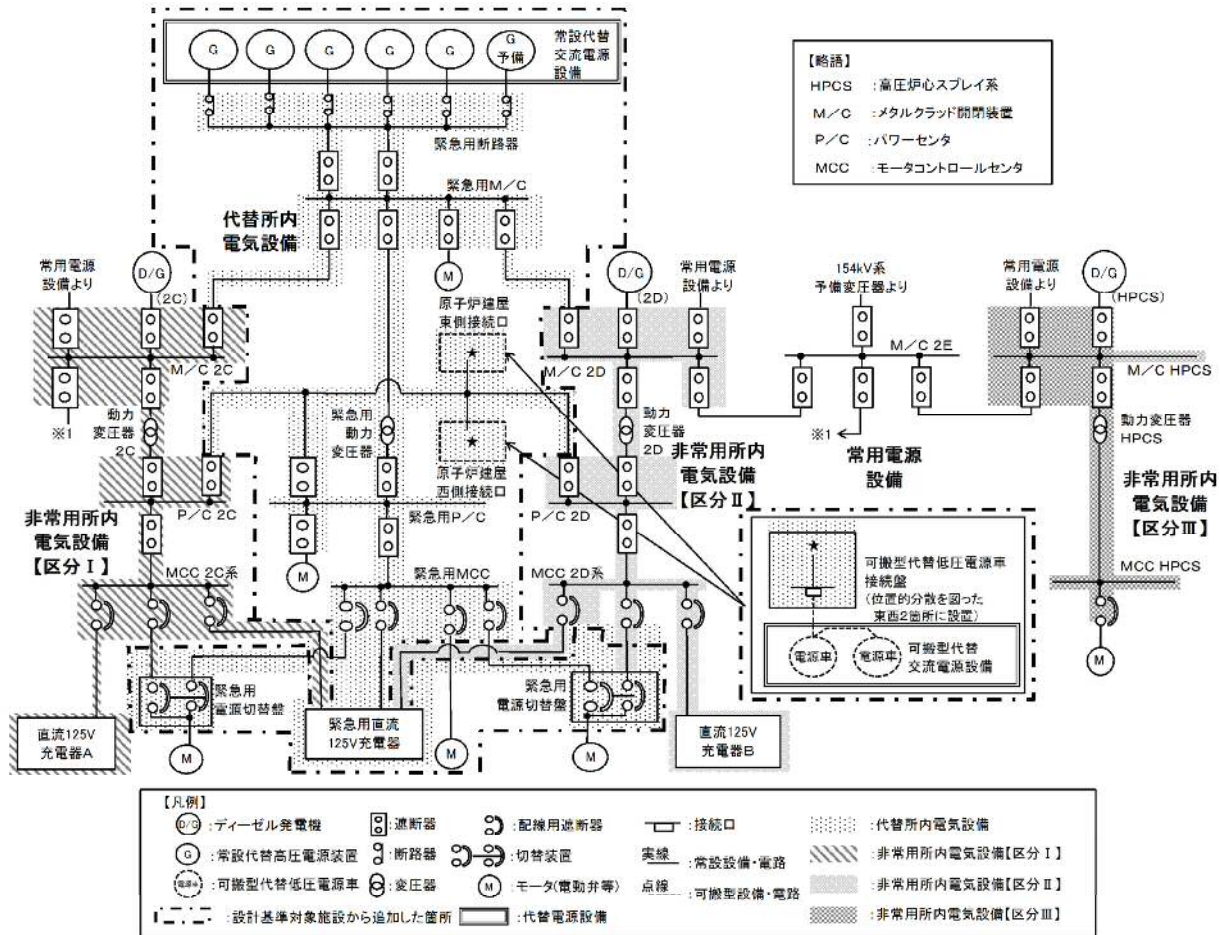 G
G
G
G
G
G
予備
常設代替
交流電源
設備
【略語】
HPCS :高圧炉心スプレイ系
M/C :メタルクラッド開閉装置
P/C :パワーセンタ
MCC :モータコントロールセンタ
緊急用断路器
緊急用M/C
代替所内
電気設備
常用電源
設備より
D/G
(2C)
M
D/G
(2D)
常用電源
設備より
154kV系
予備変圧器より
常用電源
設備より
D/G
(HPCS)
原子炉建屋
東側接続口
★
M/C 2C
M/C 2D
M/C 2E
M/C HPCS
※1
動力
変圧器
2C
緊急用
動力
変圧器
★
原子炉建屋
西側接続口
動力
変圧器
2D
※1
常用電源
設備
動力変圧器
HPCS
非常用所内
電気設備
【区分Ⅱ】
非常用所内
電気設備
【区分Ⅲ】
P/C 2C
緊急用P/C
P/C 2D
非常用所内
電気設備
【区分Ⅰ】
M
MCC 2C系
緊急用MCC
MCC 2D系
MCC HPCS
★
可搬型代替低圧電源車
接続盤
(位置的分散を図った
東西2箇所に設置)
電源車
電源車
可搬型代替
交流電源設備
M
緊急用
電源切替盤
緊急用
電源切替盤
直流125V
充電器A
M
緊急用直流
125V充電器
M
M
直流125V
充電器B
【凡例】
D/G :ディーゼル発電機
:遮断器
:配線用遮断器
:接続口
:代替所内電気設備
G :常設代替高圧電源装置
:断路器
:切替装置
実線 :常設設備・電路
:非常用所内電気設備【区分Ⅰ】
電源車 :可搬型代替低圧電源車
:変圧器
M :モータ(電動弁等)
点線 :可搬型設備・電路
:非常用所内電気設備【区分Ⅱ】
:設計基準対象施設から追加した箇所
:代替電源設備
:非常用所内電気設備【区分Ⅲ】